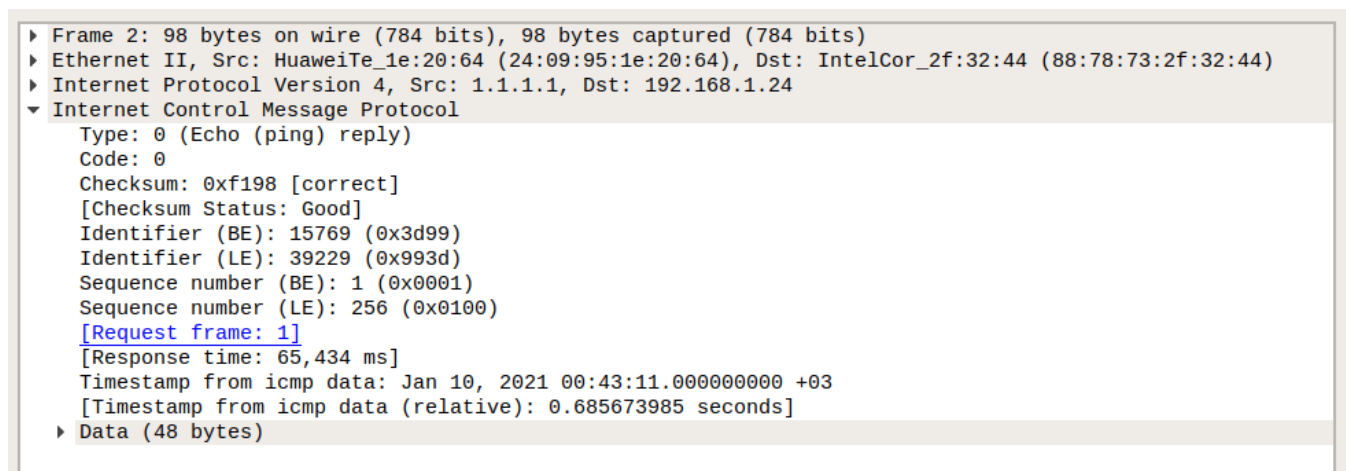 Frame 2: 98 bytes on wire (784 bits), 98 bytes captured (784 bits)
Ethernet II, Src: HuaweiTe_1e:20:64 (24:09:95:1e:20:64), Dst: IntelCor_2f:32:44 (88:78:73:2f:32:44)
Internet Protocol Version 4, Src: 1.1.1.1, Dst: 192.168.1.24
Internet Control Message Protocol
Type: 0 (Echo (ping) reply)
Code: 0
Checksum: 0xf198 [correct]
[Checksum Status: Good]
Identifier (BE): 15769 (0x3d99)
Identifier (LE): 39229 (0x993d)
Sequence number (BE): 1 (0x0001)
Sequence number (LE): 256 (0x0100)
[Request frame: 1]
[Response time: 65,434 ms]
Timestamp from icmp data: Jan 10, 2021 00:43:11.000000000 +03
[Timestamp from icmp data (relative): 0.685673985 seconds]
Data (48 bytes)